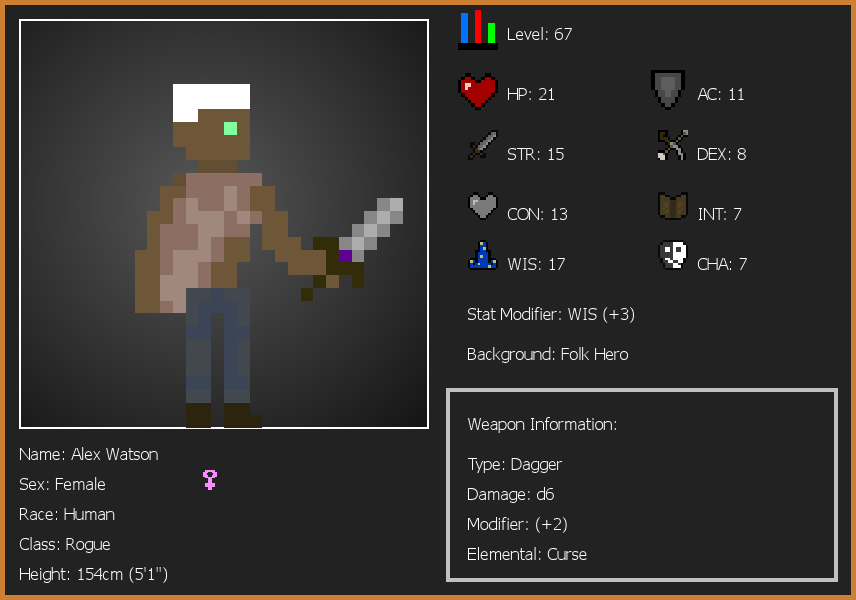 Level: 67
HP: 21
AC: 11
STR: 15
DEX: 8
CON: 13
INT: 7
WIS: 17
CHA: 7
Stat Modifier: WIS (+3)
Background: Folk Hero
Weapon Information:
Type: Dagger
Damage: d6
Modifier: (+2)
Elemental: Curse
Name: Alex Watson
Sex: Female
Race: Human
Class: Rogue
Height: 154cm (5'1")